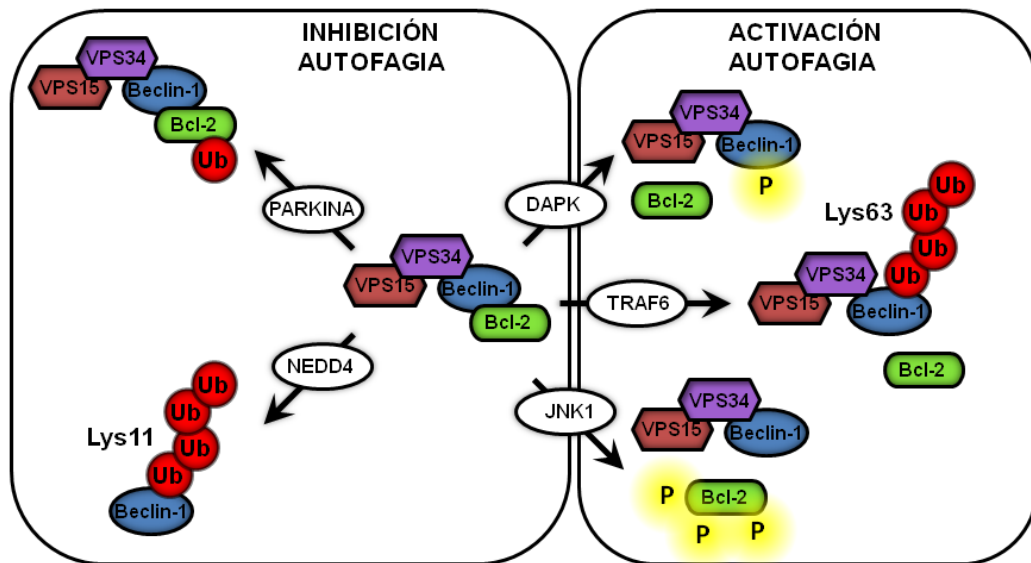 INHIBICIÓN
AUTOFAGIA
VPS34
VPS15
Beclin-1
Bcl-2
Ub
PARKINA
VPS34
VPS15
Beclin-1
Bcl-2
NEDD4
Ub
Ub
Ub
Ub
Lys11
Beclin-1
ACTIVACIÓN
AUTOFAGIA
DAPK
VPS34
VPS15
Beclin-1
P
Bcl-2
TRAF6
Lys63
Ub
Ub
Ub
Ub
VPS34
VPS15
Beclin-1
Bcl-2
JNK1
VPS34
VPS15
Beclin-1
P
Bcl-2
P
P